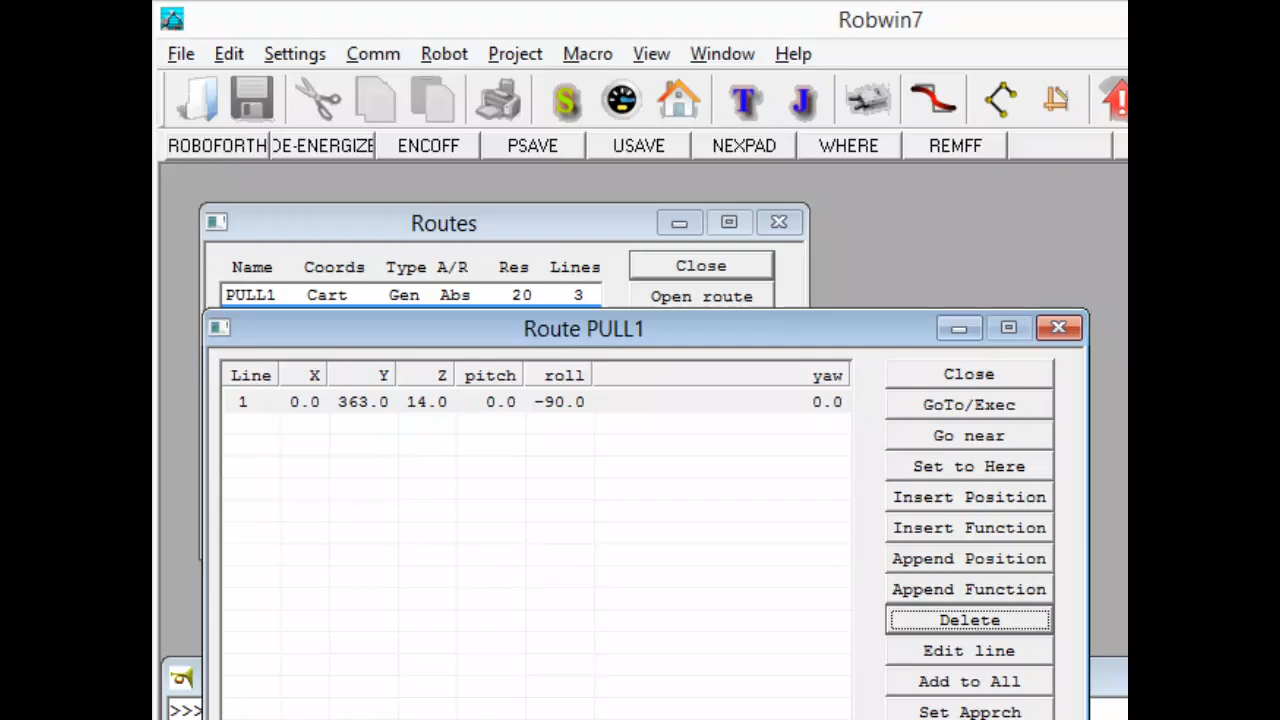 Robwin7
File Edit Settings Comm Robot Project Macro View Window Help
S T J
ROBOFORTH DE-ENERGIZE ENCOFF PSAVE USAVE NEXPAD WHERE REMFF
Routes
Name Coords Type A/R Res Lines Close
PULL1 Cart Gen Abs 20 3 Open route
Route PULL1
Line X Y Z pitch roll yaw Close
1 0.0 363.0 14.0 0.0 -90.0 0.0 GoTo/Exec
Go near
Set to Here
Insert Position
Insert Function
Append Position
Append Function
Delete
Edit line
Add to All
Set Apprch
>>>